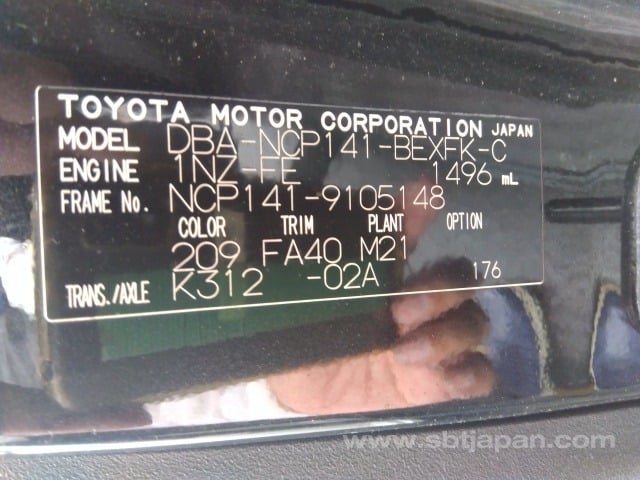 TOYOTA MOTOR CORPORATION JAPAN
MODEL DBA-NCP141-BEXFK-C
ENGINE 1NZ-FE 1496 mL
FRAME No. NCP141-9105148
COLOR TRIM PLANT OPTION
209 FA40 M21
TRANS./AXLE K312 -02A 176
www.sbtjapan.com